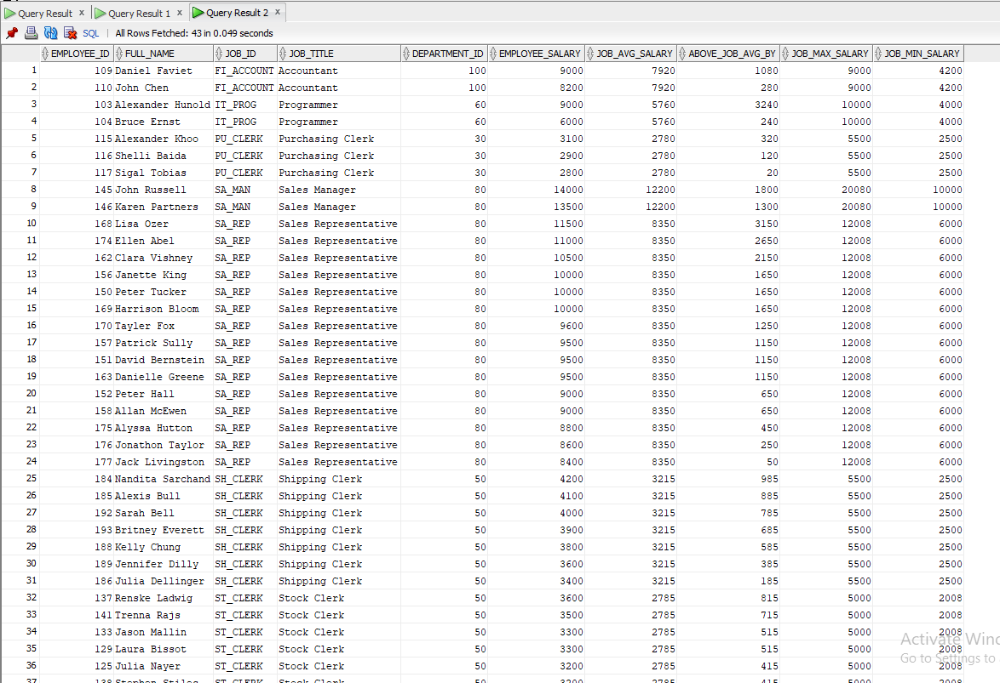 Query Result x Query Result 1 x Query Result 2 x
SQL | All Rows Fetched: 43 in 0.049 seconds
EMPLOYEE_ID FULL_NAME JOB_ID JOB_TITLE DEPARTMENT_ID EMPLOYEE_SALARY JOB_AVG_SALARY ABOVE_JOB_AVG_BY JOB_MAX_SALARY JOB_MIN_SALARY
1 109 Daniel Faviet FI_ACCOUNT Accountant 100 9000 7920 1080 9000 4200
2 110 John Chen FI_ACCOUNT Accountant 100 8200 7920 280 9000 4200
3 103 Alexander Hunold IT_PROG Programmer 60 9000 5760 3240 10000 4000
4 104 Bruce Ernst IT_PROG Programmer 60 6000 5760 240 10000 4000
5 115 Alexander Khoo PU_CLERK Purchasing Clerk 30 3100 2780 320 5500 2500
6 116 Shelli Baida PU_CLERK Purchasing Clerk 30 2900 2780 120 5500 2500
7 117 Sigal Tobias PU_CLERK Purchasing Clerk 30 2800 2780 20 5500 2500
8 145 John Russell SA_MAN Sales Manager 80 14000 12200 1800 20080 10000
9 146 Karen Partners SA_MAN Sales Manager 80 13500 12200 1300 20080 10000
10 168 Lisa Ozer SA_REP Sales Representative 80 11500 8350 3150 12008 6000
11 174 Ellen Abel SA_REP Sales Representative 80 11000 8350 2650 12008 6000
12 162 Clara Vishney SA_REP Sales Representative 80 10500 8350 2150 12008 6000
13 156 Janette King SA_REP Sales Representative 80 10000 8350 1650 12008 6000
14 150 Peter Tucker SA_REP Sales Representative 80 10000 8350 1650 12008 6000
15 169 Harrison Bloom SA_REP Sales Representative 80 10000 8350 1650 12008 6000
16 170 Tayler Fox SA_REP Sales Representative 80 9600 8350 1250 12008 6000
17 157 Patrick Sully SA_REP Sales Representative 80 9500 8350 1150 12008 6000
18 151 David Bernstein SA_REP Sales Representative 80 9500 8350 1150 12008 6000
19 163 Danielle Greene SA_REP Sales Representative 80 9500 8350 1150 12008 6000
20 152 Peter Hall SA_REP Sales Representative 80 9000 8350 650 12008 6000
21 158 Allan McEwen SA_REP Sales Representative 80 9000 8350 650 12008 6000
22 175 Alyssa Hutton SA_REP Sales Representative 80 8800 8350 450 12008 6000
23 176 Jonathon Taylor SA_REP Sales Representative 80 8600 8350 250 12008 6000
24 177 Jack Livingston SA_REP Sales Representative 80 8400 8350 50 12008 6000
25 184 Nandita Sarchand SH_CLERK Shipping Clerk 50 4200 3215 985 5500 2500
26 185 Alexis Bull SH_CLERK Shipping Clerk 50 4100 3215 885 5500 2500
27 192 Sarah Bell SH_CLERK Shipping Clerk 50 4000 3215 785 5500 2500
28 193 Britney Everett SH_CLERK Shipping Clerk 50 3900 3215 685 5500 2500
29 188 Kelly Chung SH_CLERK Shipping Clerk 50 3800 3215 585 5500 2500
30 189 Jennifer Dilly SH_CLERK Shipping Clerk 50 3600 3215 385 5500 2500
31 186 Julia Dellinger SH_CLERK Shipping Clerk 50 3400 3215 185 5500 2500
32 137 Renske Ladwig ST_CLERK Stock Clerk 50 3600 2785 815 5000 2008
33 141 Trenna Rajs ST_CLERK Stock Clerk 50 3500 2785 715 5000 2008
34 133 Jason Mallin ST_CLERK Stock Clerk 50 3300 2785 515 5000 2008
35 129 Laura Bissot ST_CLERK Stock Clerk 50 3300 2785 515 5000 2008
36 125 Julia Nayer ST_CLERK Stock Clerk 50 3200 2785 415 5000 2008
37 138 Stephen Stiles ST_CLERK Stock Clerk 50 3200 2785 415 5000 2008
Activate Winc
Go to Settings to